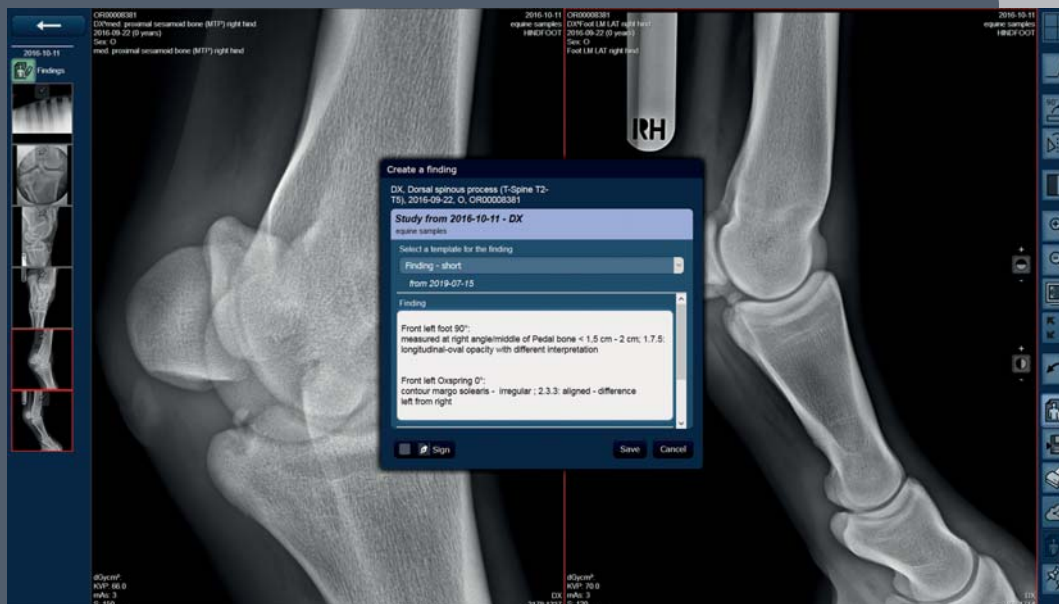 2016-10-11
Findings
OR00008381
DX*med. proximal sesamoid bone (MTP) right hind
2016-09-22 (0 years)
Sex: O
med. proximal sesamoid bone (MTP) right hind
2016-10-11
equine samples
HINDFOOT
dGycm²:
KVP: 66.0
mAs: 3
DX
OR00008381
DX*Foot LM LAT right hind
2016-09-22 (0 years)
Sex: O
Foot LM LAT right hind
2016-10-11
equine samples
HINDFOOT
RH
dGycm²:
KVP: 70.0
mAs: 3
DX
Create a finding
DX, Dorsal spinous process (T-Spine T2-
T5), 2016-09-22, O, OR00008381
Study from 2016-10-11 - DX
equine samples
Select a template for the finding
Finding - short
from 2019-07-15
Finding
Front left foot 90°:
measured at right angle/middle of Pedal bone < 1,5 cm - 2 cm; 1.7.5:
longitudinal-oval opacity with different interpretation
Front left Oxspring 0°:
contour margo solearis - irregular ; 2.3.3: aligned - difference
left from right
Sign
Save
Cancel